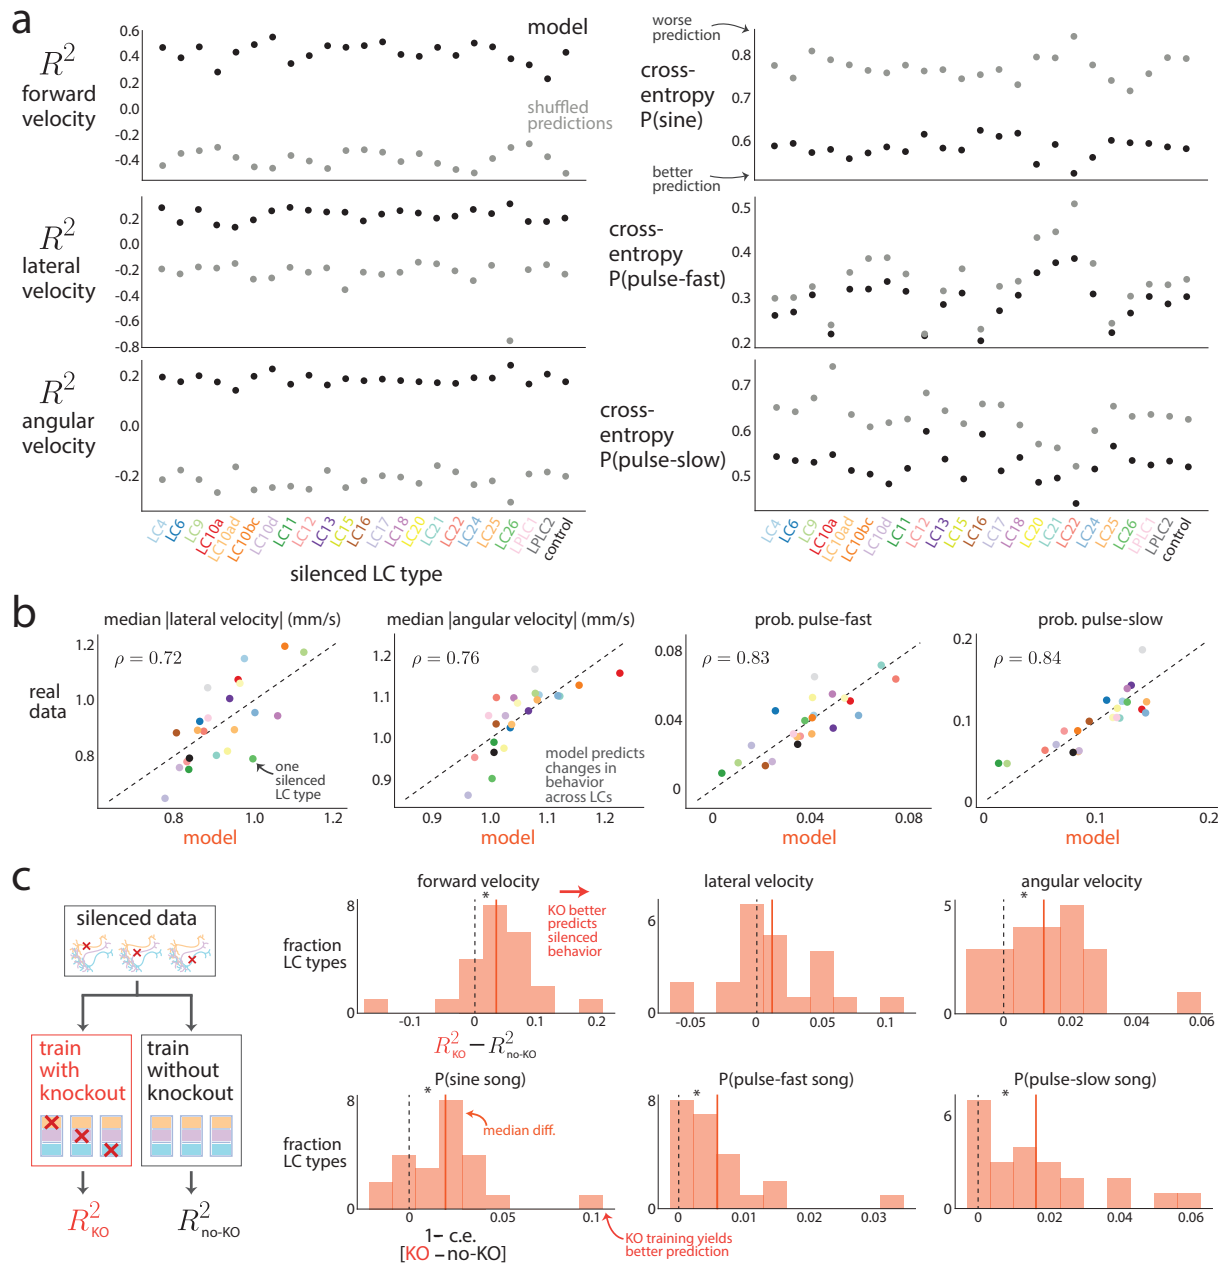 a
R² forward velocity
0.6
0.4
0.2
0.0
-0.2
-0.4
model
shuffled predictions
worse prediction
better prediction
cross-entropy P(sine)
0.8
0.7
0.6
R² lateral velocity
0.2
0.0
-0.2
-0.4
-0.6
-0.8
cross-entropy P(pulse-fast)
0.5
0.4
0.3
0.2
R² angular velocity
0.2
0.0
-0.2
cross-entropy P(pulse-slow)
0.7
0.6
0.5
LC4 LC6 LC9 LC10a LC10ad LC10bc LC10d LC11 LC12 LC13 LC15 LC16 LC17 LC18 LC20 LC21 LC22 LC24 LC25 LC26 LPLC1 LPLC2 control
silenced LC type
LC4 LC6 LC9 LC10a LC10ad LC10bc LC10d LC11 LC12 LC13 LC15 LC16 LC17 LC18 LC20 LC21 LC22 LC24 LC25 LC26 LPLC1 LPLC2 control
b
median |lateral velocity| (mm/s)
ρ = 0.72
real data
1.2
1.0
0.8
one silenced LC type
0.8 1.0 1.2
model
median |angular velocity| (mm/s)
ρ = 0.76
1.2
1.1
1.0
0.9
model predicts changes in behavior across LCs
0.9 1.0 1.1 1.2
model
prob. pulse-fast
ρ = 0.83
0.08
0.04
0
0 0.04 0.08
model
prob. pulse-slow
ρ = 0.84
0.2
0.1
0
0 0.1 0.2
model
c
silenced data
train with knockout
train without knockout
R²KO
R²no-KO
forward velocity
*
KO better predicts silenced behavior
fraction LC types
8
0
-0.1 0 0.1 0.2
R²KO − R²no-KO
lateral velocity
6
0
-0.05 0 0.05 0.1
angular velocity
*
5
0
0 0.02 0.04 0.06
P(sine song)
*
median diff.
fraction LC types
8
0
0 0.05 0.1
1− c.e.
[KO − no-KO]
KO training yields better prediction
P(pulse-fast song)
*
8
0
0 0.01 0.02 0.03
P(pulse-slow song)
*
7
0
0 0.02 0.04 0.06